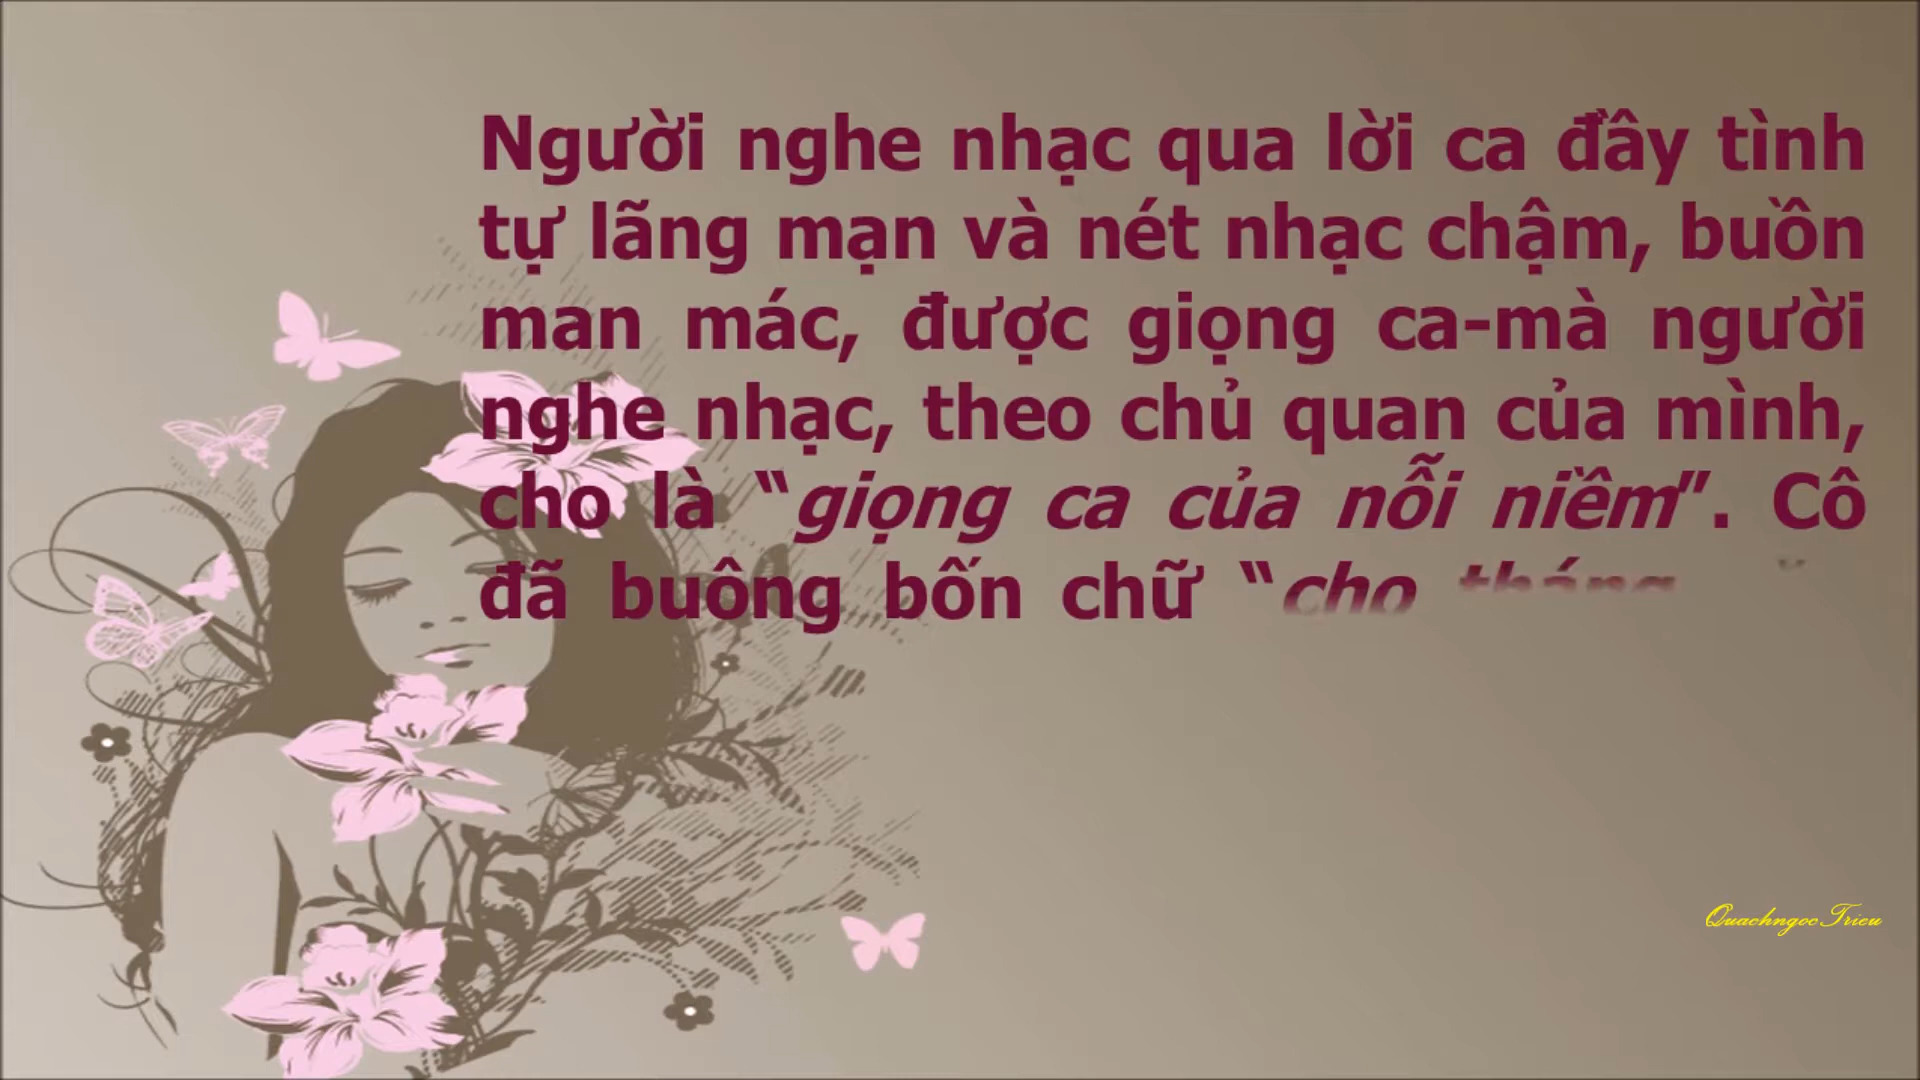 Người nghe nhạc qua lời ca đầy tình
tự lãng mạn và nét nhạc chậm, buồn
man mác, được giọng ca-mà người
nghe nhạc, theo chủ quan của mình,
cho là “giọng ca của nỗi niềm”. Cô
đã buông bốn chữ “cho tháng
QuachngocTrieu